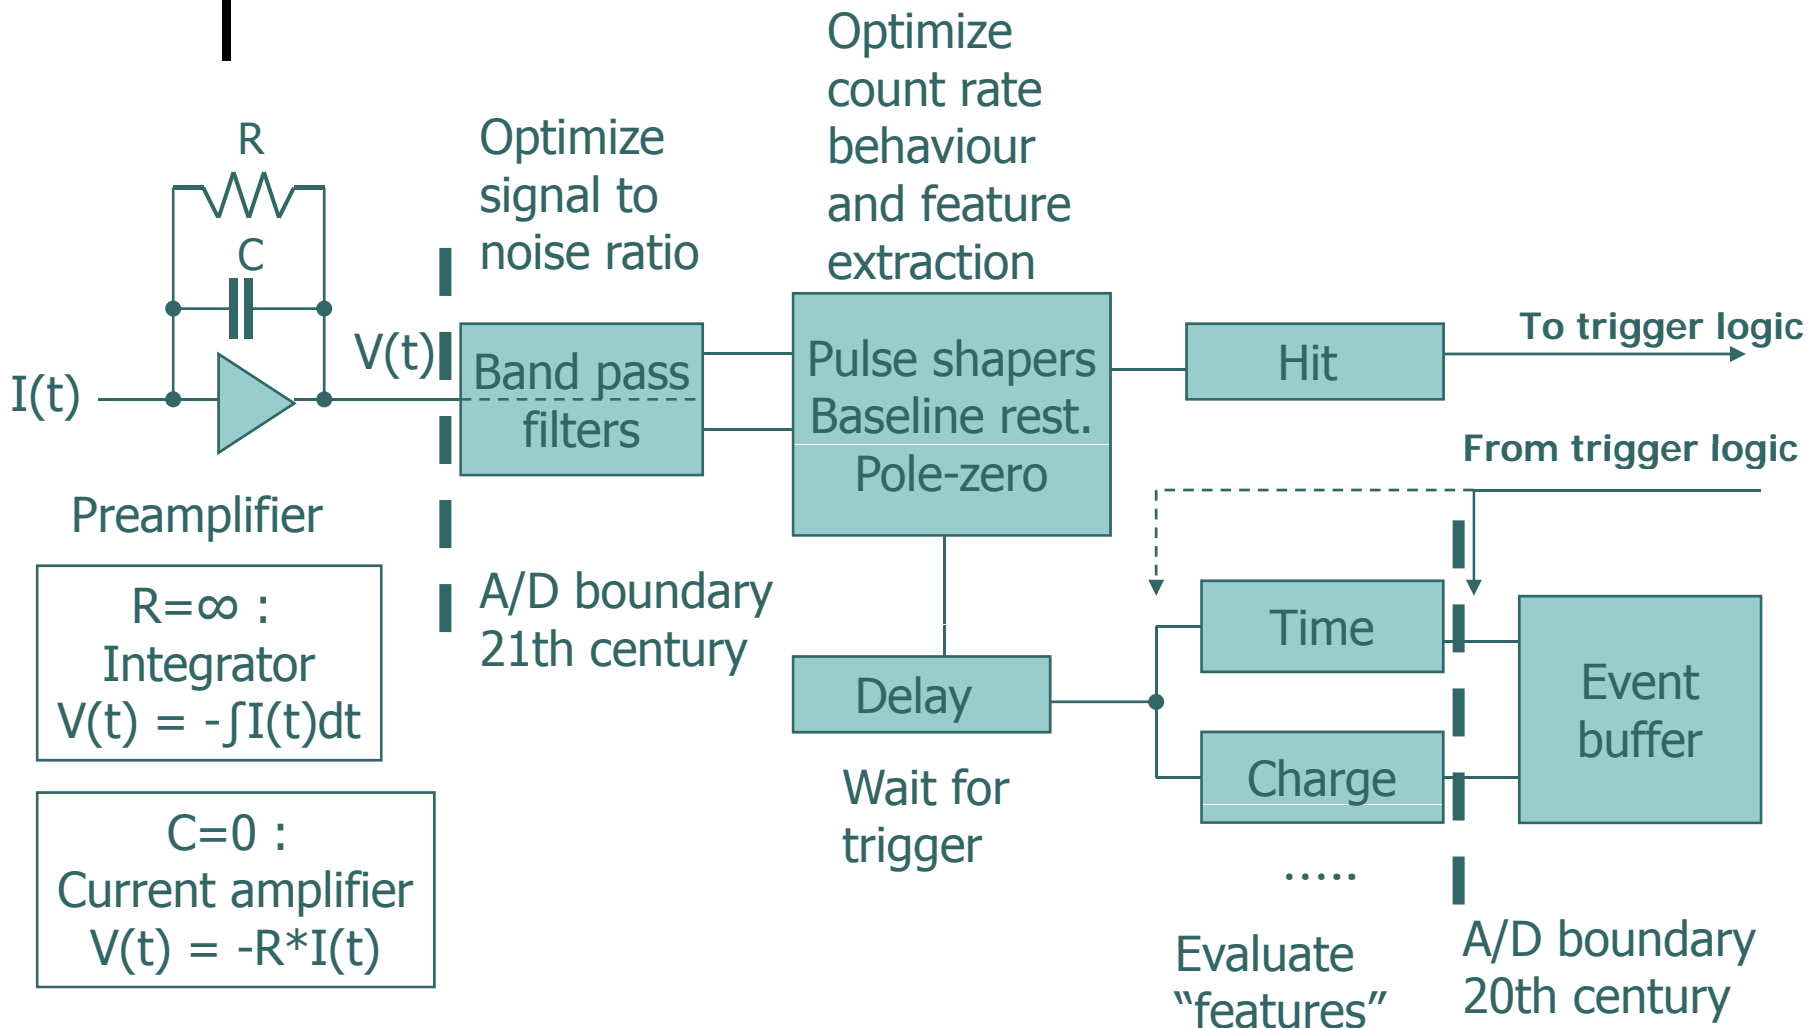 Optimize
count rate
behaviour
and feature
extraction
Optimize
signal to
noise ratio
R
C
I(t)
V(t)
Band pass
filters
Pulse shapers
Baseline rest.
Pole-zero
Hit
To trigger logic
From trigger logic
Preamplifier
R=∞ :
Integrator
V(t) = -∫I(t)dt
C=0 :
Current amplifier
V(t) = -R*I(t)
A/D boundary
21th century
Delay
Wait for
trigger
Time
Charge
.....
Evaluate
“features”
Event
buffer
A/D boundary
20th century